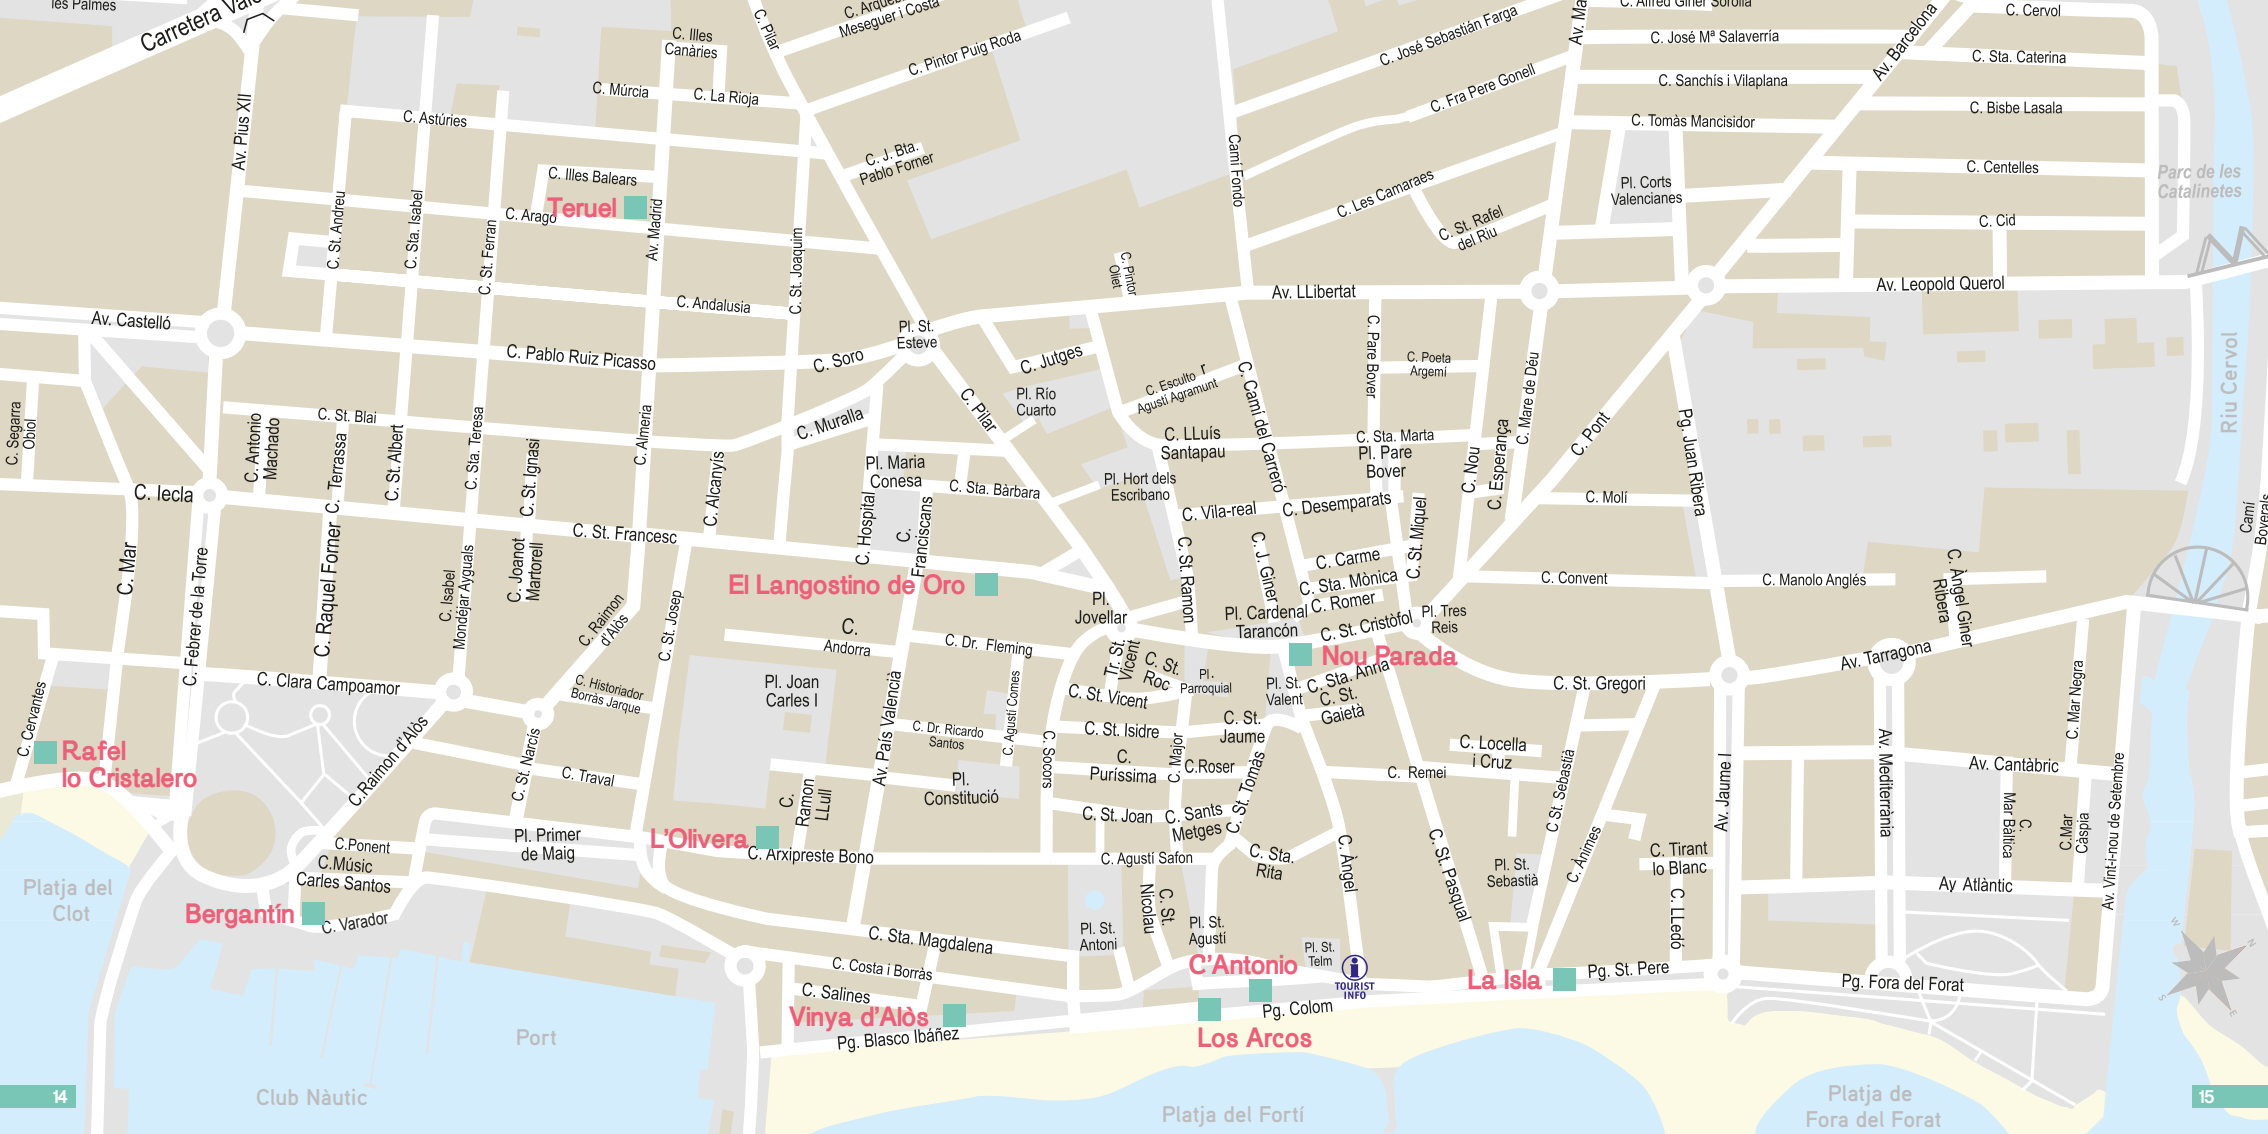 les Palmes
Carretera
C. Pilar
Meseguer i Costa
C. Pintor Puig Roda
C. Illes
Canàries
C. Múrcia
C. La Rioja
C. Astúries
Av. Pius XII
C. J. Bta.
Pablo Forner
C. Illes Balears
Teruel
C. Arago
Av. Madrid
C. St. Andreu
C. Sta. Isabel
C. St. Ferran
C. St. Joaquim
C. Andalusia
Av. Castelló
C. Pablo Ruiz Picasso
C. Soro
Pl. St.
Esteve
C. Muralla
C. Pilar
C. Jutges
Pl. Río
Cuarto
C. Pintor
Oliet
Camí Fondo
C. José Sebastián Farga
C. Fra Pere Gonell
C. Les Camaraes
C. St. Rafel
del Riu
Av. LLibertat
C. Alfred Giner Sorolla
C. José Mª Salaverría
C. Sanchís i Vilaplana
C. Tomàs Mancisidor
Pl. Corts
Valencianes
Av. Barcelona
C. Cervol
C. Sta. Caterina
C. Bisbe Lasala
C. Centelles
C. Cid
Av. Leopold Querol
Parc de les
Catalinetes
Riu Cervol
Camí
C. Segarra
Obiol
C. Iecla
C. Mar
C. St. Blai
C. Antonio
Machado
C. Terrassa
C. St. Albert
C. Sta. Teresa
C. St. Ignasi
C. Almeria
C. Alcanyís
C. St. Francesc
C. Raquel Forner
C. Febrer de la Torre
C. Isabel
Mondéjar Ayguals
C. Joanot
Martorell
C. Raimon
d'Alòs
C. St. Josep
C. Hospital
Pl. Maria
Conesa
C.
Franciscans
C. Sta. Bàrbara
El Langostino de Oro
Pl. Hort dels
Escribano
C. Escultor
Agustí Agramunt
C. LLuís
Santapau
C. Camí del Carreró
C. Pare Bover
C. Poeta
Argemí
C. Sta. Marta
Pl. Pare
Bover
C. Nou
C. Esperança
C. Mare de Déu
C. Pont
C. Molí
Pg. Juan Ribera
C. Vila-real
C. Desemparats
C. St. Ramon
C. J. Giner
C. Carme
C. Sta. Mònica
C. Romer
C. St. Miquel
C. Convent
C. Manolo Anglés
C. Àngel Giner
Ribera
Pl.
Jovellar
Pl. Cardenal
Tarancón
C. St. Cristòfol
Pl. Tres
Reis
Nou Parada
C. Sta. Anna
C. St.
Gaietà
Pl. St.
Valent
Pl.
Parroquial
C. St.
Roc
Tr. St.
Vicent
C. St. Vicent
C. St. Isidre
C. St.
Jaume
C.
Puríssima
C. Major
C.Roser
C. St. Tomàs
C. St. Joan
C. Sants
Metges
C. Sta.
Rita
C. Agustí Safon
C. Socors
C.
Andorra
C. Dr. Fleming
Pl. Joan
Carles I
Av. País Valencià
C. Dr. Ricardo
Santos
C. Agustí Comes
Pl.
Constitució
C.
Ramon
LLull
L'Olivera
C. Arxipreste Bono
C. Clara Campoamor
C. Historiador
Borràs Jarque
C. Cervantes
Rafel
lo Cristalero
C.Raimon d'Alòs
C. St. Narcís
C. Traval
Pl. Primer
de Maig
C.Ponent
C.Músic
Carles Santos
Bergantín
C. Varador
Platja del
Clot
Port
Club Nàutic
C. Sta. Magdalena
C. Costa i Borràs
C. Salines
Vinya d'Alòs
Pg. Blasco Ibáñez
Pl. St.
Antoni
C. St.
Nicolau
Pl. St.
Agustí
C'Antonio
Los Arcos
Pg. Colom
Pl. St.
Telm
TOURIST
INFO
C. Àngel
C. Remei
C. St. Pasqual
C. Locella
i Cruz
C. St. Gregori
C St. Sebastià
C. Ànimes
Pl. St.
Sebastià
La Isla
Pg. St. Pere
C. Tirant
lo Blanc
C. Lledó
Av. Jaume I
Av. Tarragona
Av. Mediterrània
Av. Cantàbric
C. Mar Negra
C.
Mar Bàltica
C.Mar
Càspia
Av. Vint-i-nou de Setembre
Ay Atlàntic
Pg. Fora del Forat
W
N
S
E
Platja del Fortí
Platja de
Fora del Forat
14
15